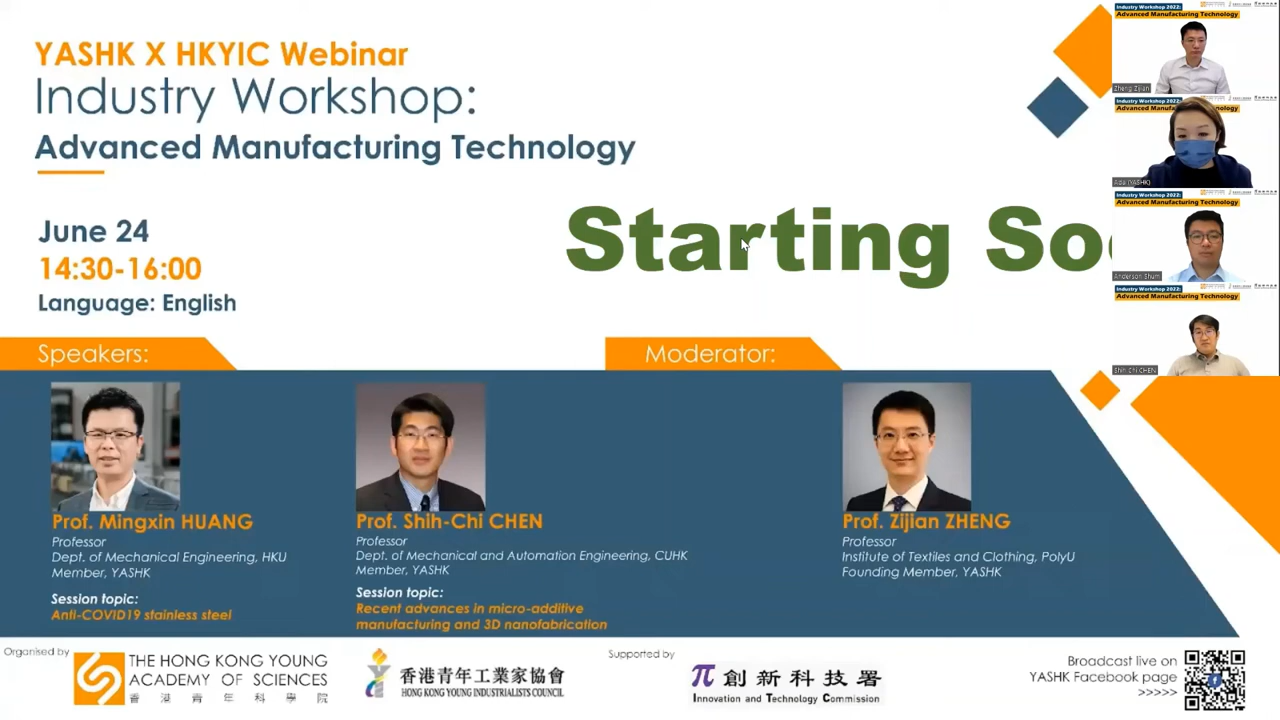 YASHK X HKYIC Webinar
Industry Workshop:
Advanced Manufacturing Technology
June 24
14:30-16:00
Language: English
Starting Soo
Speakers:
Moderator:
Prof. Mingxin HUANG
Professor
Dept. of Mechanical Engineering, HKU
Member, YASHK
Session topic:
Anti-COVID19 stainless steel
Prof. Shih-Chi CHEN
Professor
Dept. of Mechanical and Automation Engineering, CUHK
Member, YASHK
Session topic:
Recent advances in micro-additive
manufacturing and 3D nanofabrication
Prof. Zijian ZHENG
Professor
Institute of Textiles and Clothing, PolyU
Founding Member, YASHK
Organised by
THE HONG KONG YOUNG
ACADEMY OF SCIENCES
香港青年科學院
香港青年工業家協會
HONG KONG YOUNG INDUSTRIALISTS COUNCIL
Supported by
創新科技署
Innovation and Technology Commission
Broadcast live on
YASHK Facebook page
>>>>>
Industry Workshop 2022:
Advanced Manufacturing Technology
Zheng Zijian
Industry Workshop 2022:
Advanced Manufacturing Technology
Ada (YASHK)
Industry Workshop 2022:
Advanced Manufacturing Technology
Anderson Shum
Industry Workshop 2022:
Advanced Manufacturing Technology
Shih Chi CHEN